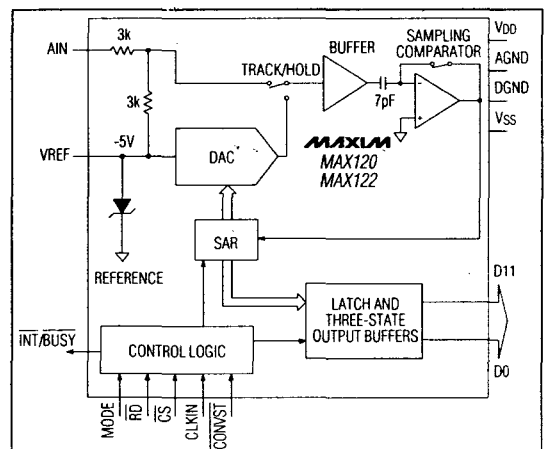 3k
AIN
3k
TRACK/HOLD
BUFFER
7pF
SAMPLING
COMPARATOR
VDD
AGND
DGND
VSS
MAXIM
MAX120
MAX122
-5V
VREF
DAC
REFERENCE
SAR
D11
LATCH AND
THREE-STATE
OUTPUT BUFFERS
D0
INT/BUSY
CONTROL LOGIC
MODE
RD
CS
CLKIN
CONVST